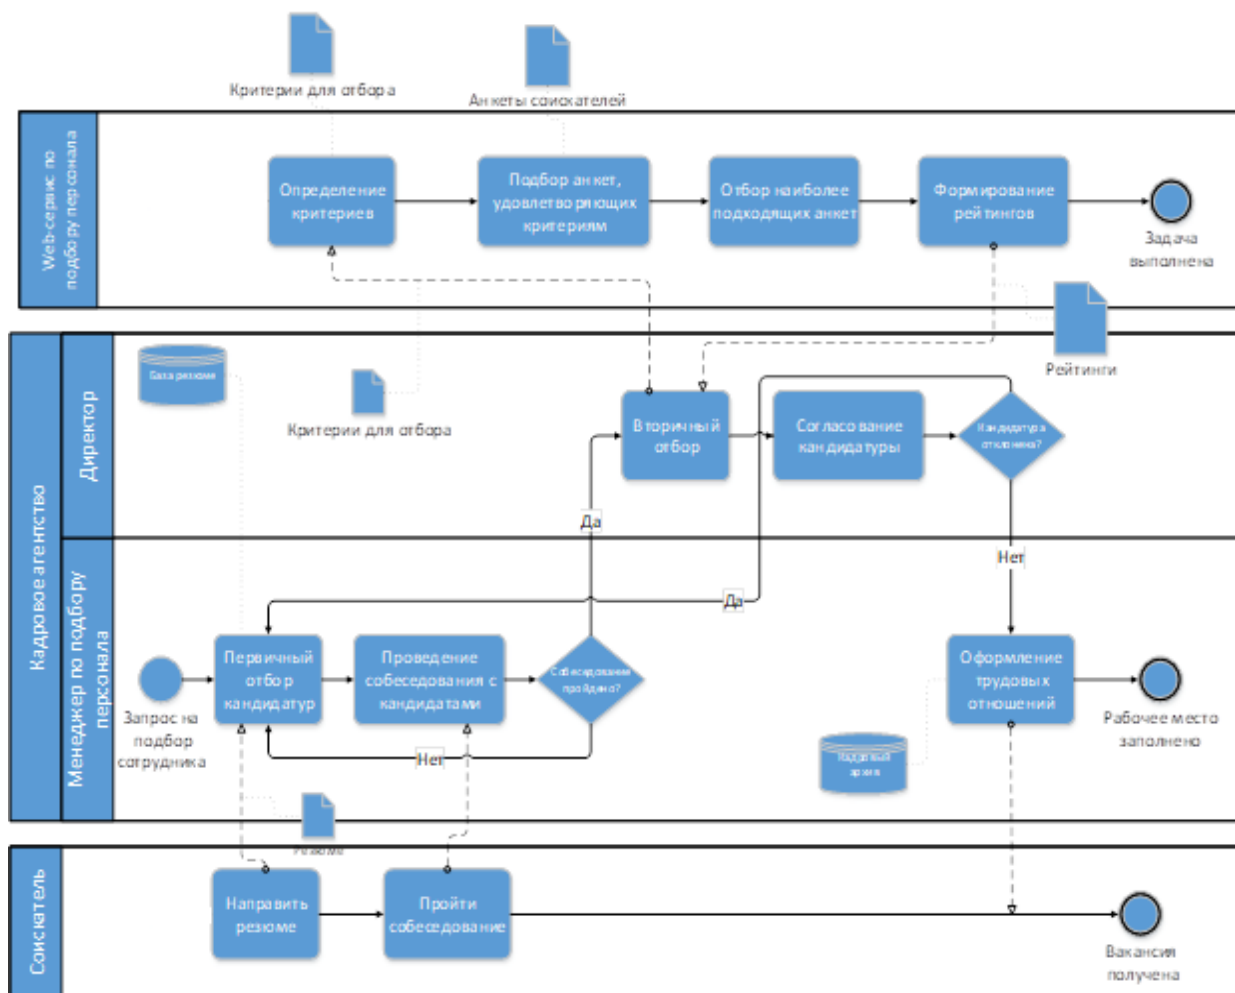 Критерии для отбора
Анкеты соискателей
Web-сервис по
подбору персонала
Определение
критериев
Подбор анкет,
удовлетворяющих
критериям
Отбор наиболее
подходящих анкет
Формирование
рейтингов
Задача
выполнена
Рейтинги
Кадровое агентство
Директор
База резюме
Критерии для отбора
Вторичный
отбор
Согласование
кандидатуры
Кандидатура
отклонена?
Да
Нет
Да
Менеджер по подбору
персонала
Запрос на
подбор
сотрудника
Первичный
отбор
кандидатур
Проведение
собеседования с
кандидатами
Собеседование
пройдено?
Нет
Оформление
трудовых
отношений
Рабочее место
заполнено
Кадровый
архив
Резюме
Соискатель
Направить
резюме
Пройти
собеседование
Вакансия
получена